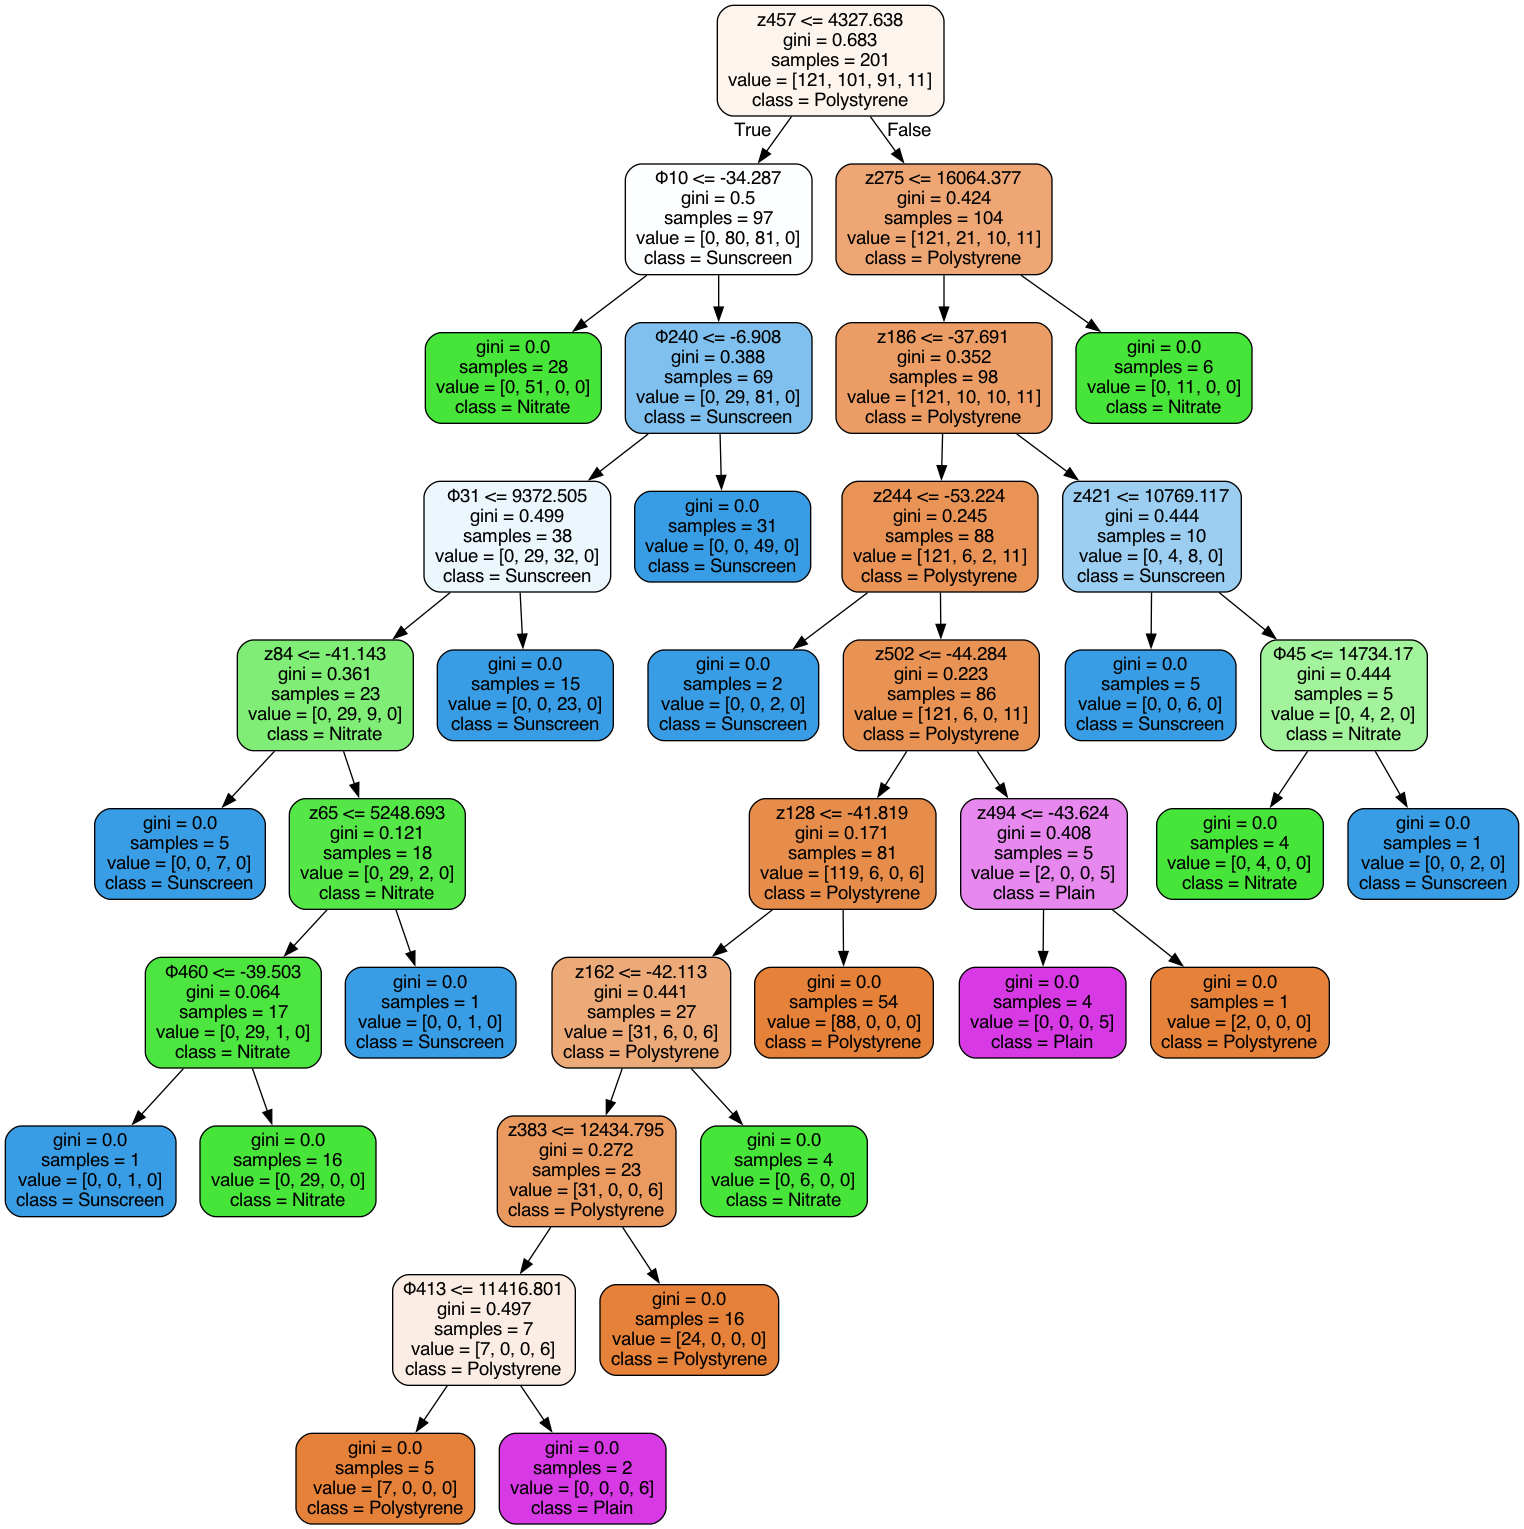 z457 <= 4327.638
gini = 0.683
samples = 201
value = [121, 101, 91, 11]
class = Polystyrene
True
False
Φ10 <= -34.287
gini = 0.5
samples = 97
value = [0, 80, 81, 0]
class = Sunscreen
z275 <= 16064.377
gini = 0.424
samples = 104
value = [121, 21, 10, 11]
class = Polystyrene
gini = 0.0
samples = 28
value = [0, 51, 0, 0]
class = Nitrate
Φ240 <= -6.908
gini = 0.388
samples = 69
value = [0, 29, 81, 0]
class = Sunscreen
z186 <= -37.691
gini = 0.352
samples = 98
value = [121, 10, 10, 11]
class = Polystyrene
gini = 0.0
samples = 6
value = [0, 11, 0, 0]
class = Nitrate
Φ31 <= 9372.505
gini = 0.499
samples = 38
value = [0, 29, 32, 0]
class = Sunscreen
gini = 0.0
samples = 31
value = [0, 0, 49, 0]
class = Sunscreen
z244 <= -53.224
gini = 0.245
samples = 88
value = [121, 6, 2, 11]
class = Polystyrene
z421 <= 10769.117
gini = 0.444
samples = 10
value = [0, 4, 8, 0]
class = Sunscreen
z84 <= -41.143
gini = 0.361
samples = 23
value = [0, 29, 9, 0]
class = Nitrate
gini = 0.0
samples = 15
value = [0, 0, 23, 0]
class = Sunscreen
gini = 0.0
samples = 2
value = [0, 0, 2, 0]
class = Sunscreen
z502 <= -44.284
gini = 0.223
samples = 86
value = [121, 6, 0, 11]
class = Polystyrene
gini = 0.0
samples = 5
value = [0, 0, 6, 0]
class = Sunscreen
Φ45 <= 14734.17
gini = 0.444
samples = 5
value = [0, 4, 2, 0]
class = Nitrate
gini = 0.0
samples = 5
value = [0, 0, 7, 0]
class = Sunscreen
z65 <= 5248.693
gini = 0.121
samples = 18
value = [0, 29, 2, 0]
class = Nitrate
z128 <= -41.819
gini = 0.171
samples = 81
value = [119, 6, 0, 6]
class = Polystyrene
z494 <= -43.624
gini = 0.408
samples = 5
value = [2, 0, 0, 5]
class = Plain
gini = 0.0
samples = 4
value = [0, 4, 0, 0]
class = Nitrate
gini = 0.0
samples = 1
value = [0, 0, 2, 0]
class = Sunscreen
Φ460 <= -39.503
gini = 0.064
samples = 17
value = [0, 29, 1, 0]
class = Nitrate
gini = 0.0
samples = 1
value = [0, 0, 1, 0]
class = Sunscreen
z162 <= -42.113
gini = 0.441
samples = 27
value = [31, 6, 0, 6]
class = Polystyrene
gini = 0.0
samples = 54
value = [88, 0, 0, 0]
class = Polystyrene
gini = 0.0
samples = 4
value = [0, 0, 0, 5]
class = Plain
gini = 0.0
samples = 1
value = [2, 0, 0, 0]
class = Polystyrene
gini = 0.0
samples = 1
value = [0, 0, 1, 0]
class = Sunscreen
gini = 0.0
samples = 16
value = [0, 29, 0, 0]
class = Nitrate
z383 <= 12434.795
gini = 0.272
samples = 23
value = [31, 0, 0, 6]
class = Polystyrene
gini = 0.0
samples = 4
value = [0, 6, 0, 0]
class = Nitrate
Φ413 <= 11416.801
gini = 0.497
samples = 7
value = [7, 0, 0, 6]
class = Polystyrene
gini = 0.0
samples = 16
value = [24, 0, 0, 0]
class = Polystyrene
gini = 0.0
samples = 5
value = [7, 0, 0, 0]
class = Polystyrene
gini = 0.0
samples = 2
value = [0, 0, 0, 6]
class = Plain